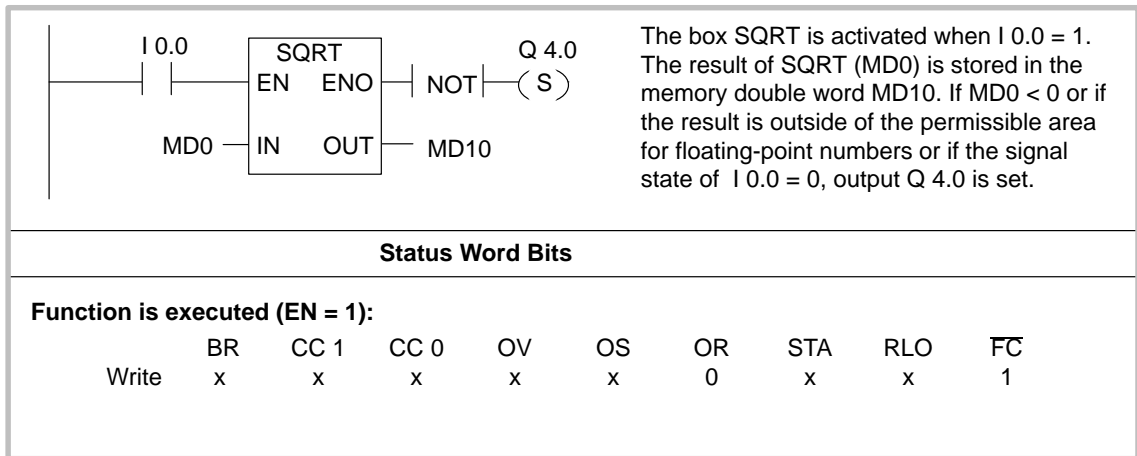 I 0.0
SQRT
Q 4.0
EN ENO
NOT
S
MD0
IN OUT
MD10
The box SQRT is activated when I 0.0 = 1.
The result of SQRT (MD0) is stored in the
memory double word MD10. If MD0 < 0 or if
the result is outside of the permissible area
for floating-point numbers or if the signal
state of I 0.0 = 0, output Q 4.0 is set.
Status Word Bits
Function is executed (EN = 1):
BR CC 1 CC 0 OV OS OR STA RLO F̅C̅
Write x x x x x 0 x x 1